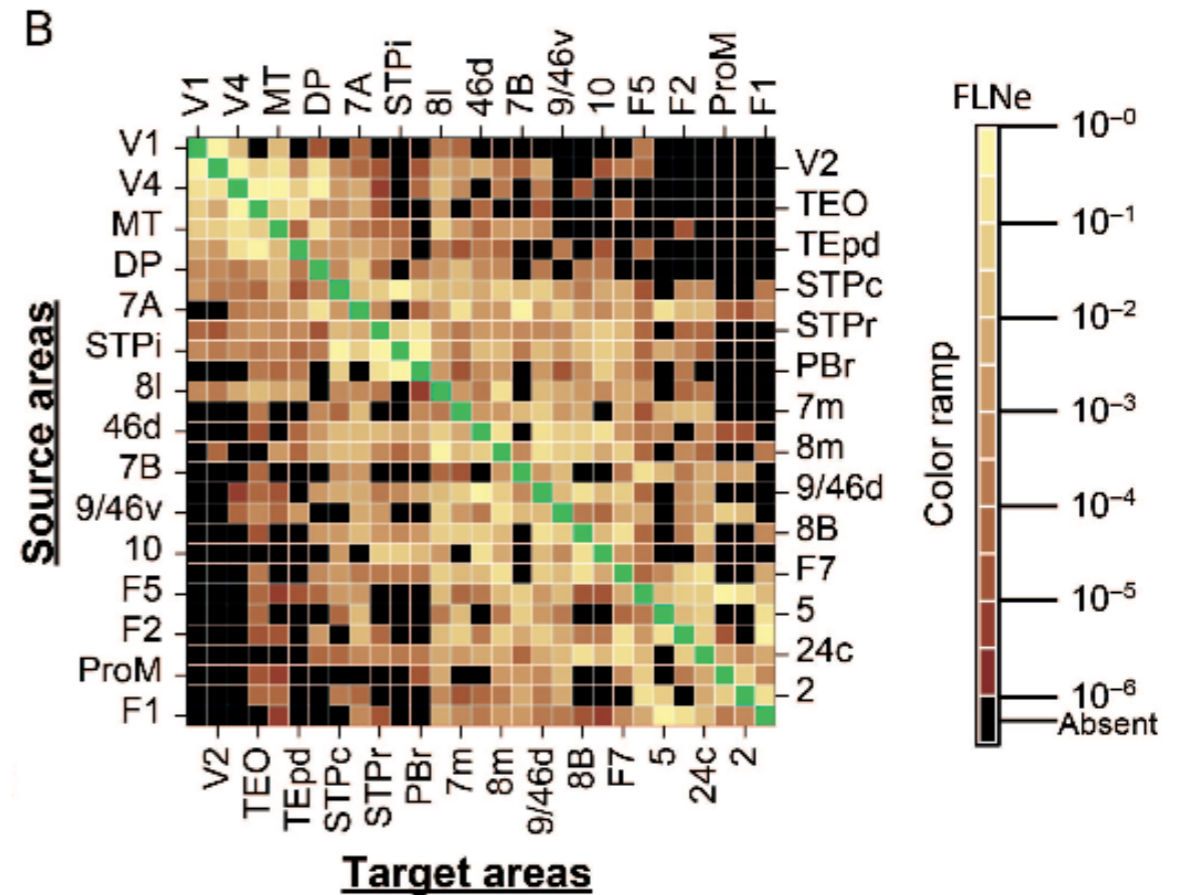 B
V1 V4 MT DP 7A STPi 8l 46d 7B 9/46v 10 F5 F2 ProM F1
FLNe
V1
V2
V4
TEO
MT
TEpd
DP
STPc
7A
STPr
STPi
PBr
8l
7m
46d
8m
7B
9/46d
9/46v
8B
10
F7
F5
5
F2
24c
ProM
2
F1
Source areas
V2 TEO TEpd STPc STPr PBr 7m 8m 9/46d 8B F7 5 24c 2
Target areas
Color ramp
10⁻⁰
10⁻¹
10⁻²
10⁻³
10⁻⁴
10⁻⁵
10⁻⁶
Absent